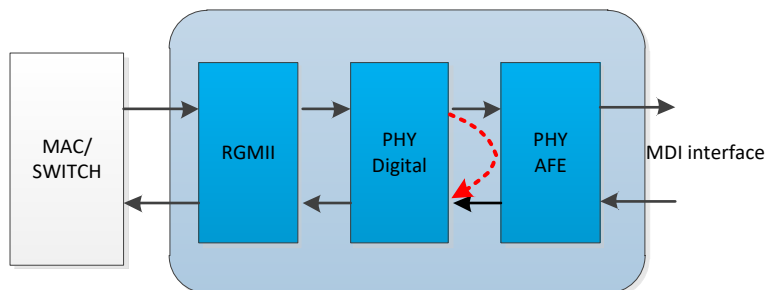 MAC/
SWITCH
RGMII
PHY
Digital
PHY
AFE
MDI interface